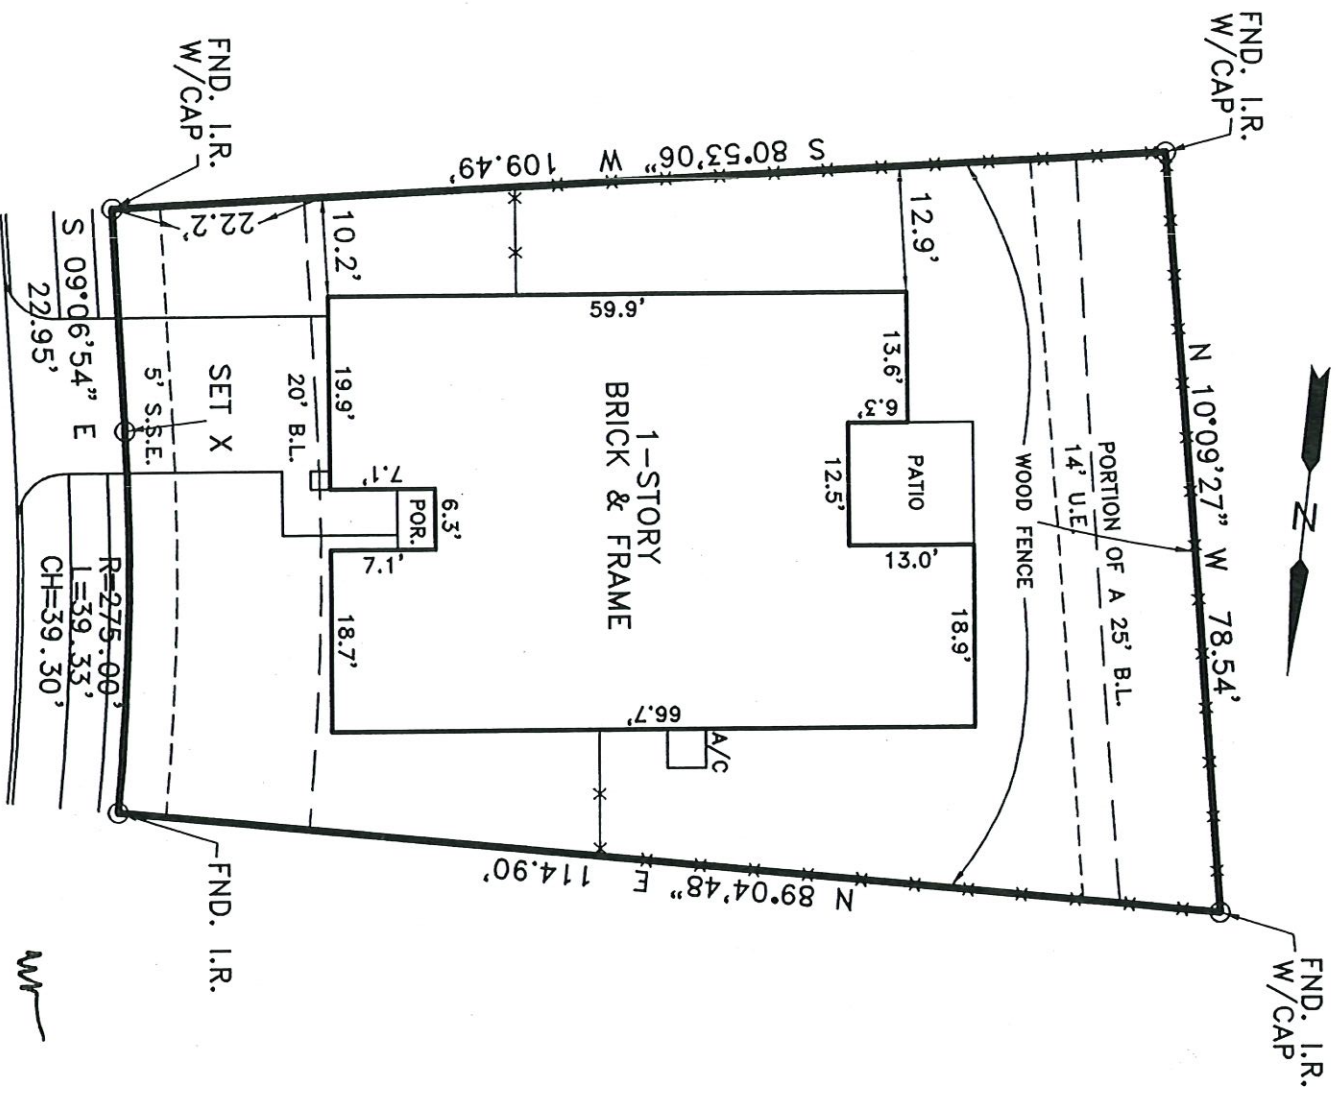 FND. I.R.
W/CAP
FND. I.R.
W/CAP
S 80°53'06" W 109.49'
N 10°09'27" W 78.54'
N
PORTION OF A 25' B.L.
14' U.E.
WOOD FENCE
12.9'
10.2'
22.2'
59.9'
13.6'
6.3'
PATIO
12.5'
13.0'
18.9'
1-STORY
BRICK & FRAME
19.9'
7.1'
6.3'
POR.
7.1'
18.7'
66.7'
A/C
20' B.L.
SET X
5' S.S.E.
S 09°06'54" E
22.95'
R=275.00'
L=39.33'
CH=39.30'
N 89°04'48" E 114.90'
FND. I.R.
FND. I.R.
W/CAP